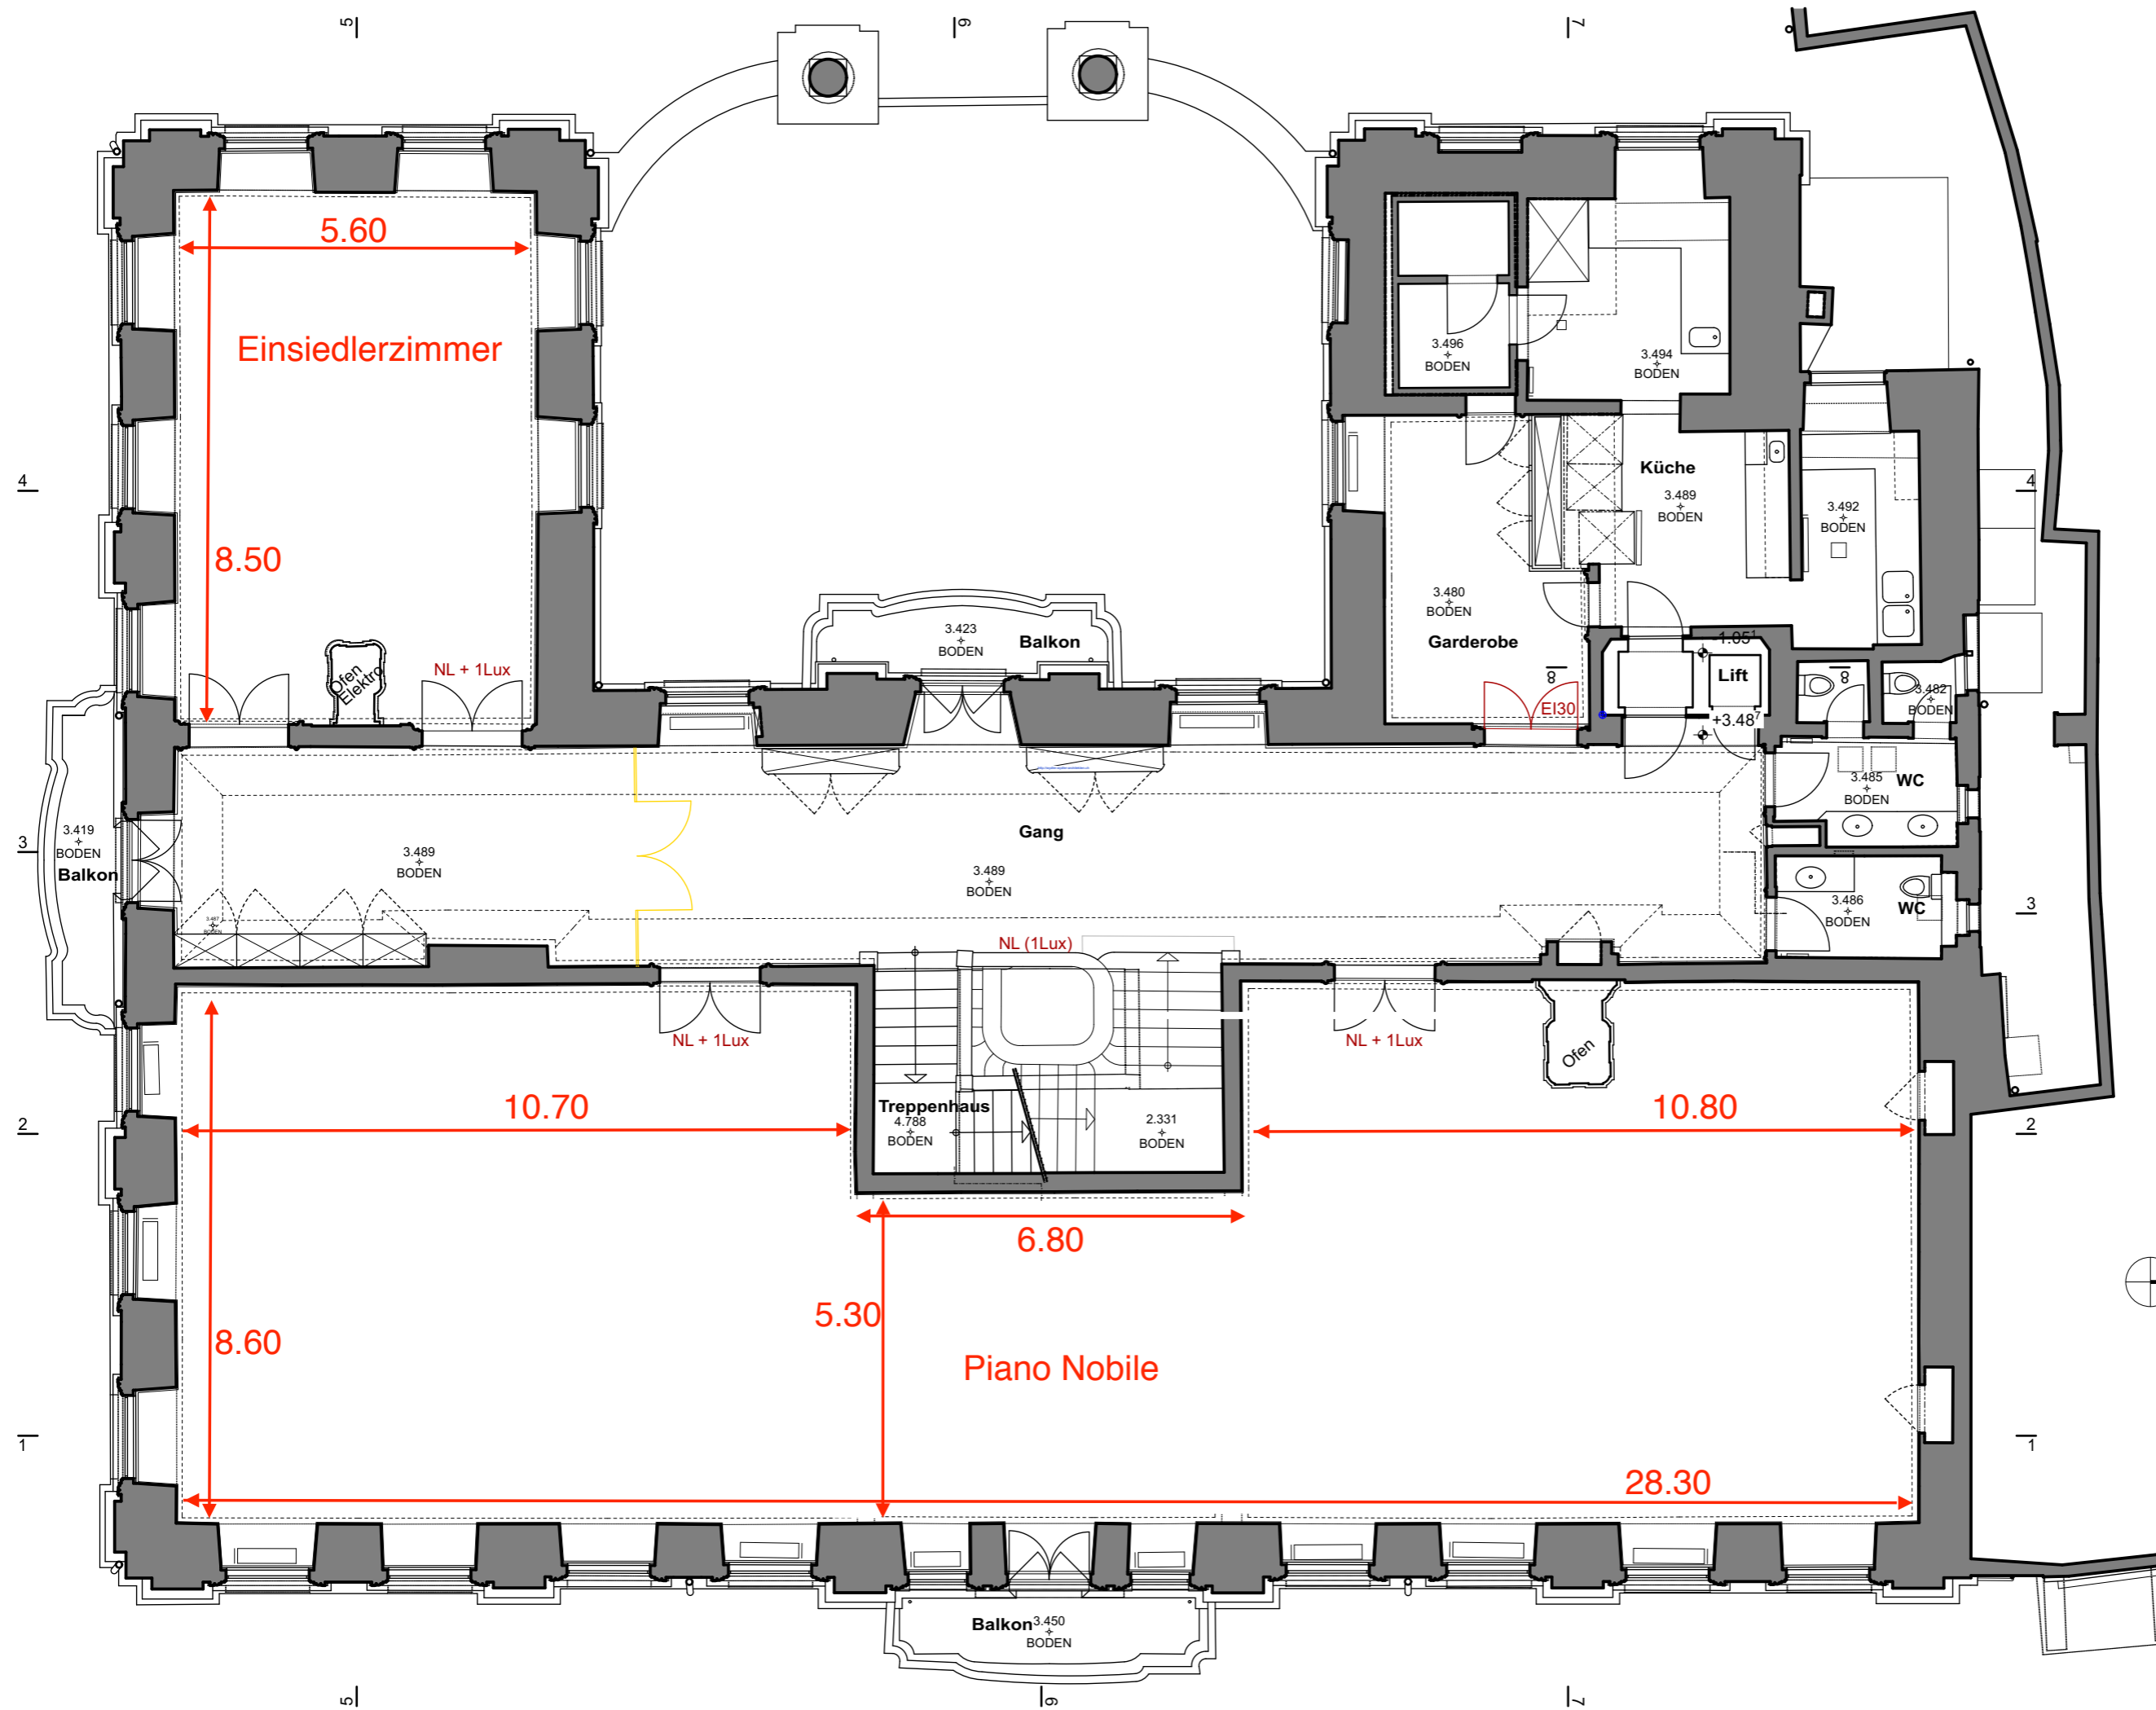 5
6
7
5.60
Einsiedlerzimmer
8.50
Ofen
Elektro
NL + 1Lux
3.496
BODEN
3.494
BODEN
Küche
3.489
BODEN
3.492
BODEN
4
4
3.480
BODEN
Garderobe
EI30
8
3.423
BODEN
Balkon
-1.05
Lift
+3.48⁷
8
3.482
BODEN
3.485
BODEN
WC
3.486
BODEN
WC
3
3
3.419
BODEN
Balkon
3.489
BODEN
Gang
3.489
BODEN
3.487
BODEN
NL (1Lux)
NL + 1Lux
NL + 1Lux
Ofen
10.70
Treppenhaus
4.788
BODEN
2.331
BODEN
10.80
2
2
6.80
8.60
5.30
Piano Nobile
28.30
1
1
Balkon
3.450
BODEN
5
6
7